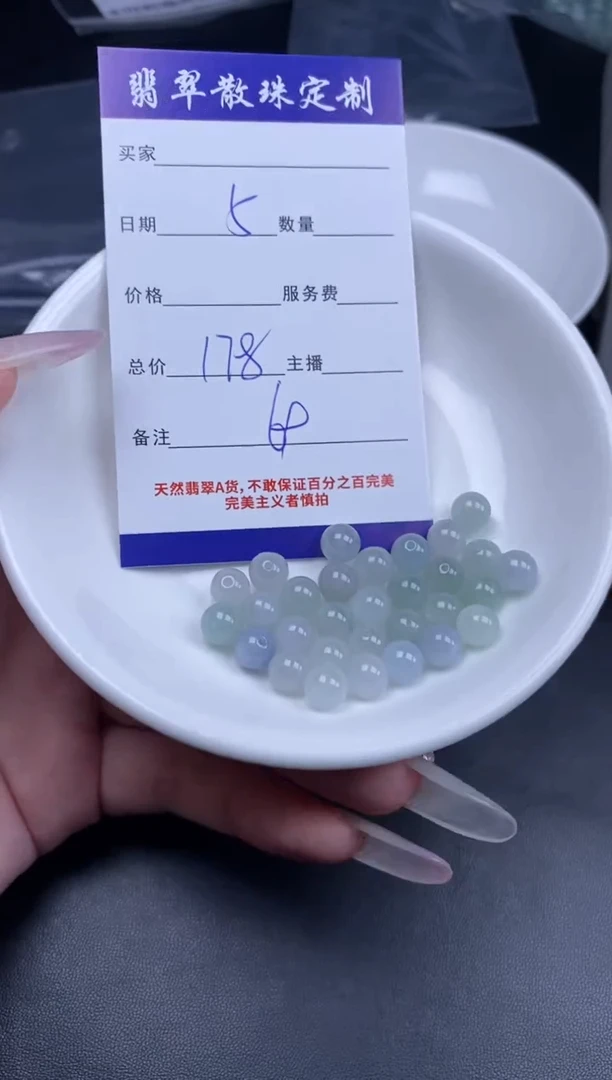 翡翠散珠定制
买家
日期 5 数量
价格 服务费
总价 178 主播
备注
天然翡翠A货,不敢保证百分之百完美
完美主义者慎拍